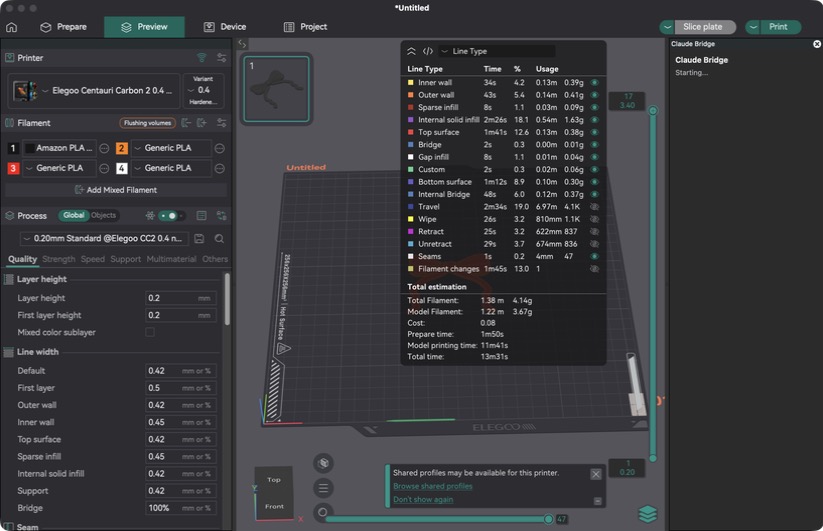 *Untitled
Prepare
Preview
Device
Project
Slice plate
Print
Printer
Elegoo Centauri Carbon 2 0.4 ...
Variant
0.4
Hardene...
Filament
Flushing volumes
1 Amazon PLA ...
2 Generic PLA
3 Generic PLA
4 Generic PLA
Add Mixed Filament
Process
Global Objects
0.20mm Standard @Elegoo CC2 0.4 n...
Quality Strength Speed Support Multimaterial Others
Layer height
Layer height 0.2 mm
First layer height 0.2 mm
Mixed color sublayer
Line width
Default 0.42 mm or %
First layer 0.5 mm or %
Outer wall 0.42 mm or %
Inner wall 0.45 mm or %
Top surface 0.42 mm or %
Sparse infill 0.45 mm or %
Internal solid infill 0.42 mm or %
Support 0.42 mm or %
Bridge 100% mm or %
Seam
1
Untitled
256x256X256mm³ | Hot Surface
ELEGOO
Line Type
Line Type Time % Usage
Inner wall 34s 4.2 0.13m 0.39g
Outer wall 43s 5.4 0.14m 0.41g
Sparse infill 8s 1.1 0.03m 0.09g
Internal solid infill 2m26s 18.1 0.54m 1.63g
Top surface 1m41s 12.6 0.13m 0.38g
Bridge 2s 0.3 0.00m 0.01g
Gap infill 8s 1.1 0.01m 0.04g
Custom 2s 0.3 0.02m 0.06g
Bottom surface 1m12s 8.9 0.10m 0.30g
Internal Bridge 48s 6.0 0.12m 0.37g
Travel 2m34s 19.0 6.97m 4.1K
Wipe 26s 3.2 810mm 1.1K
Retract 25s 3.2 622mm 837
Unretract 29s 3.7 674mm 836
Seams 1s 0.2 4mm 47
Filament changes 1m45s 13.0 1
Total estimation
Total Filament: 1.38 m 4.14g
Model Filament: 1.22 m 3.67g
Cost: 0.08
Prepare time: 1m50s
Model printing time: 11m41s
Total time: 13m31s
17
3.40
1
0.20
Top
Front
Y
X
Shared profiles may be available for this printer.
Browse shared profiles
Don't show again
47
Claude Bridge
Claude Bridge
Starting...